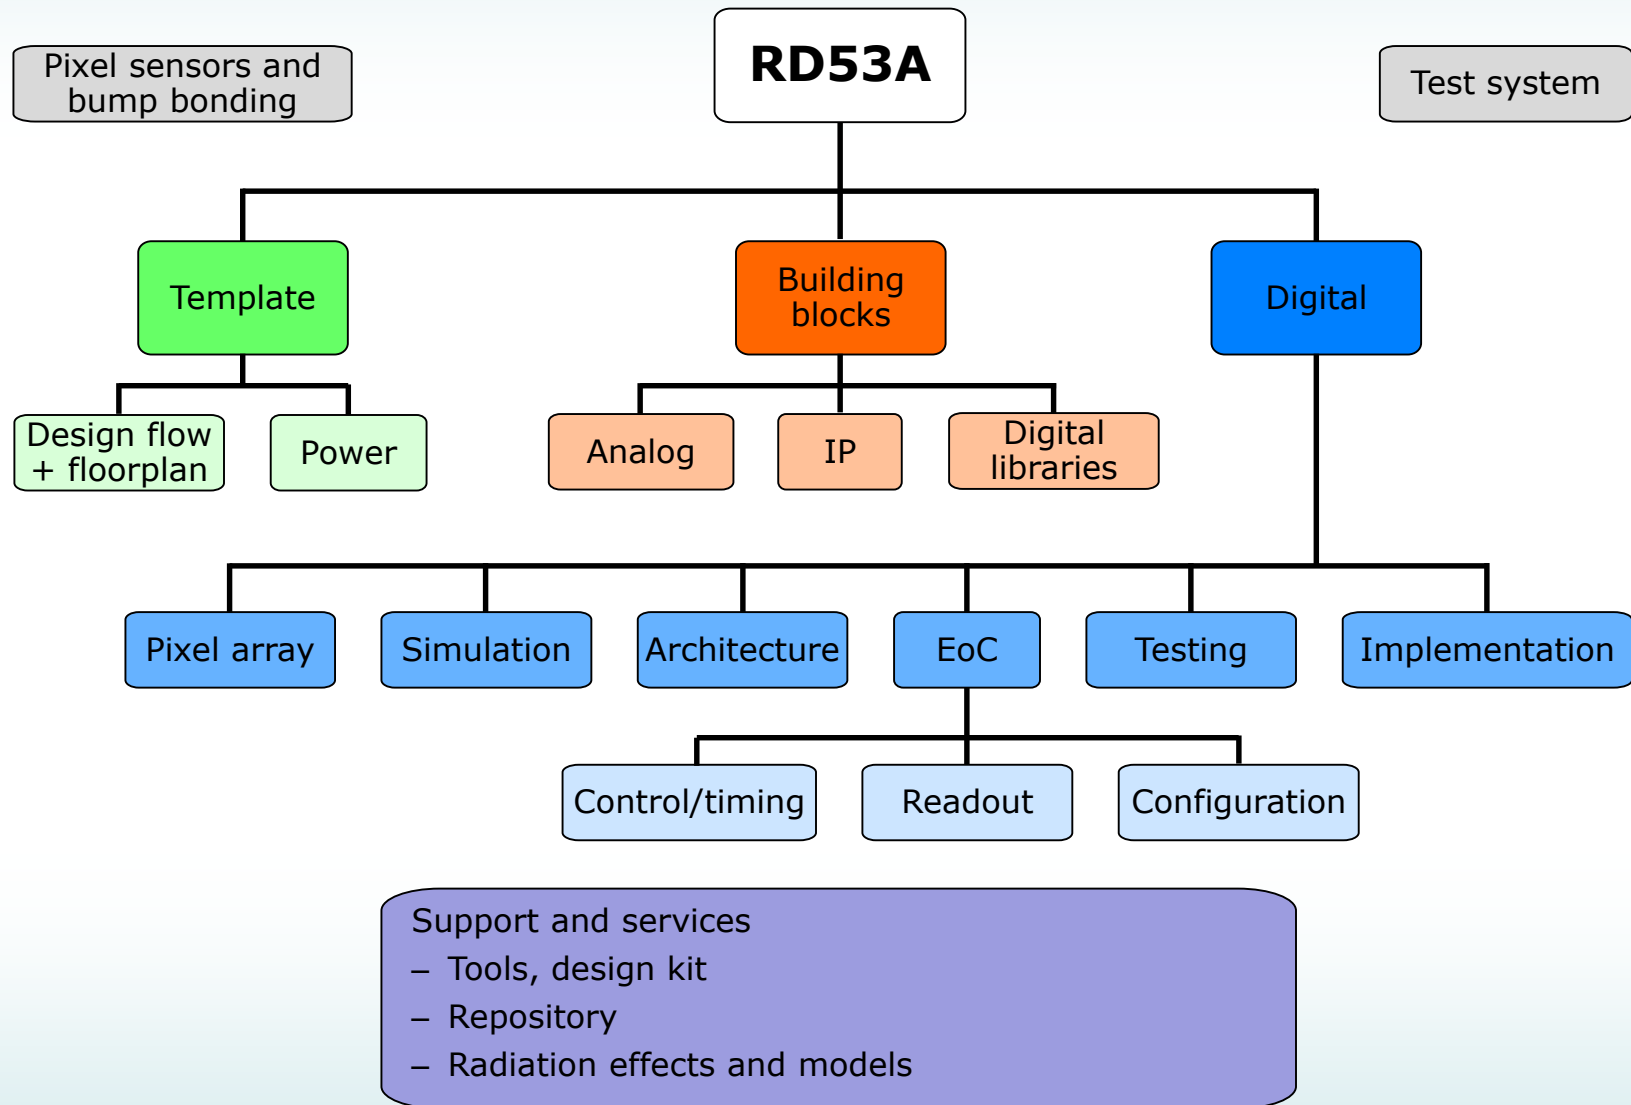 RD53A
Pixel sensors and
bump bonding
Test system
Template
Building
blocks
Digital
Design flow
+ floorplan
Power
Analog
IP
Digital
libraries
Pixel array
Simulation
Architecture
EoC
Testing
Implementation
Control/timing
Readout
Configuration
Support and services
– Tools, design kit
– Repository
– Radiation effects and models